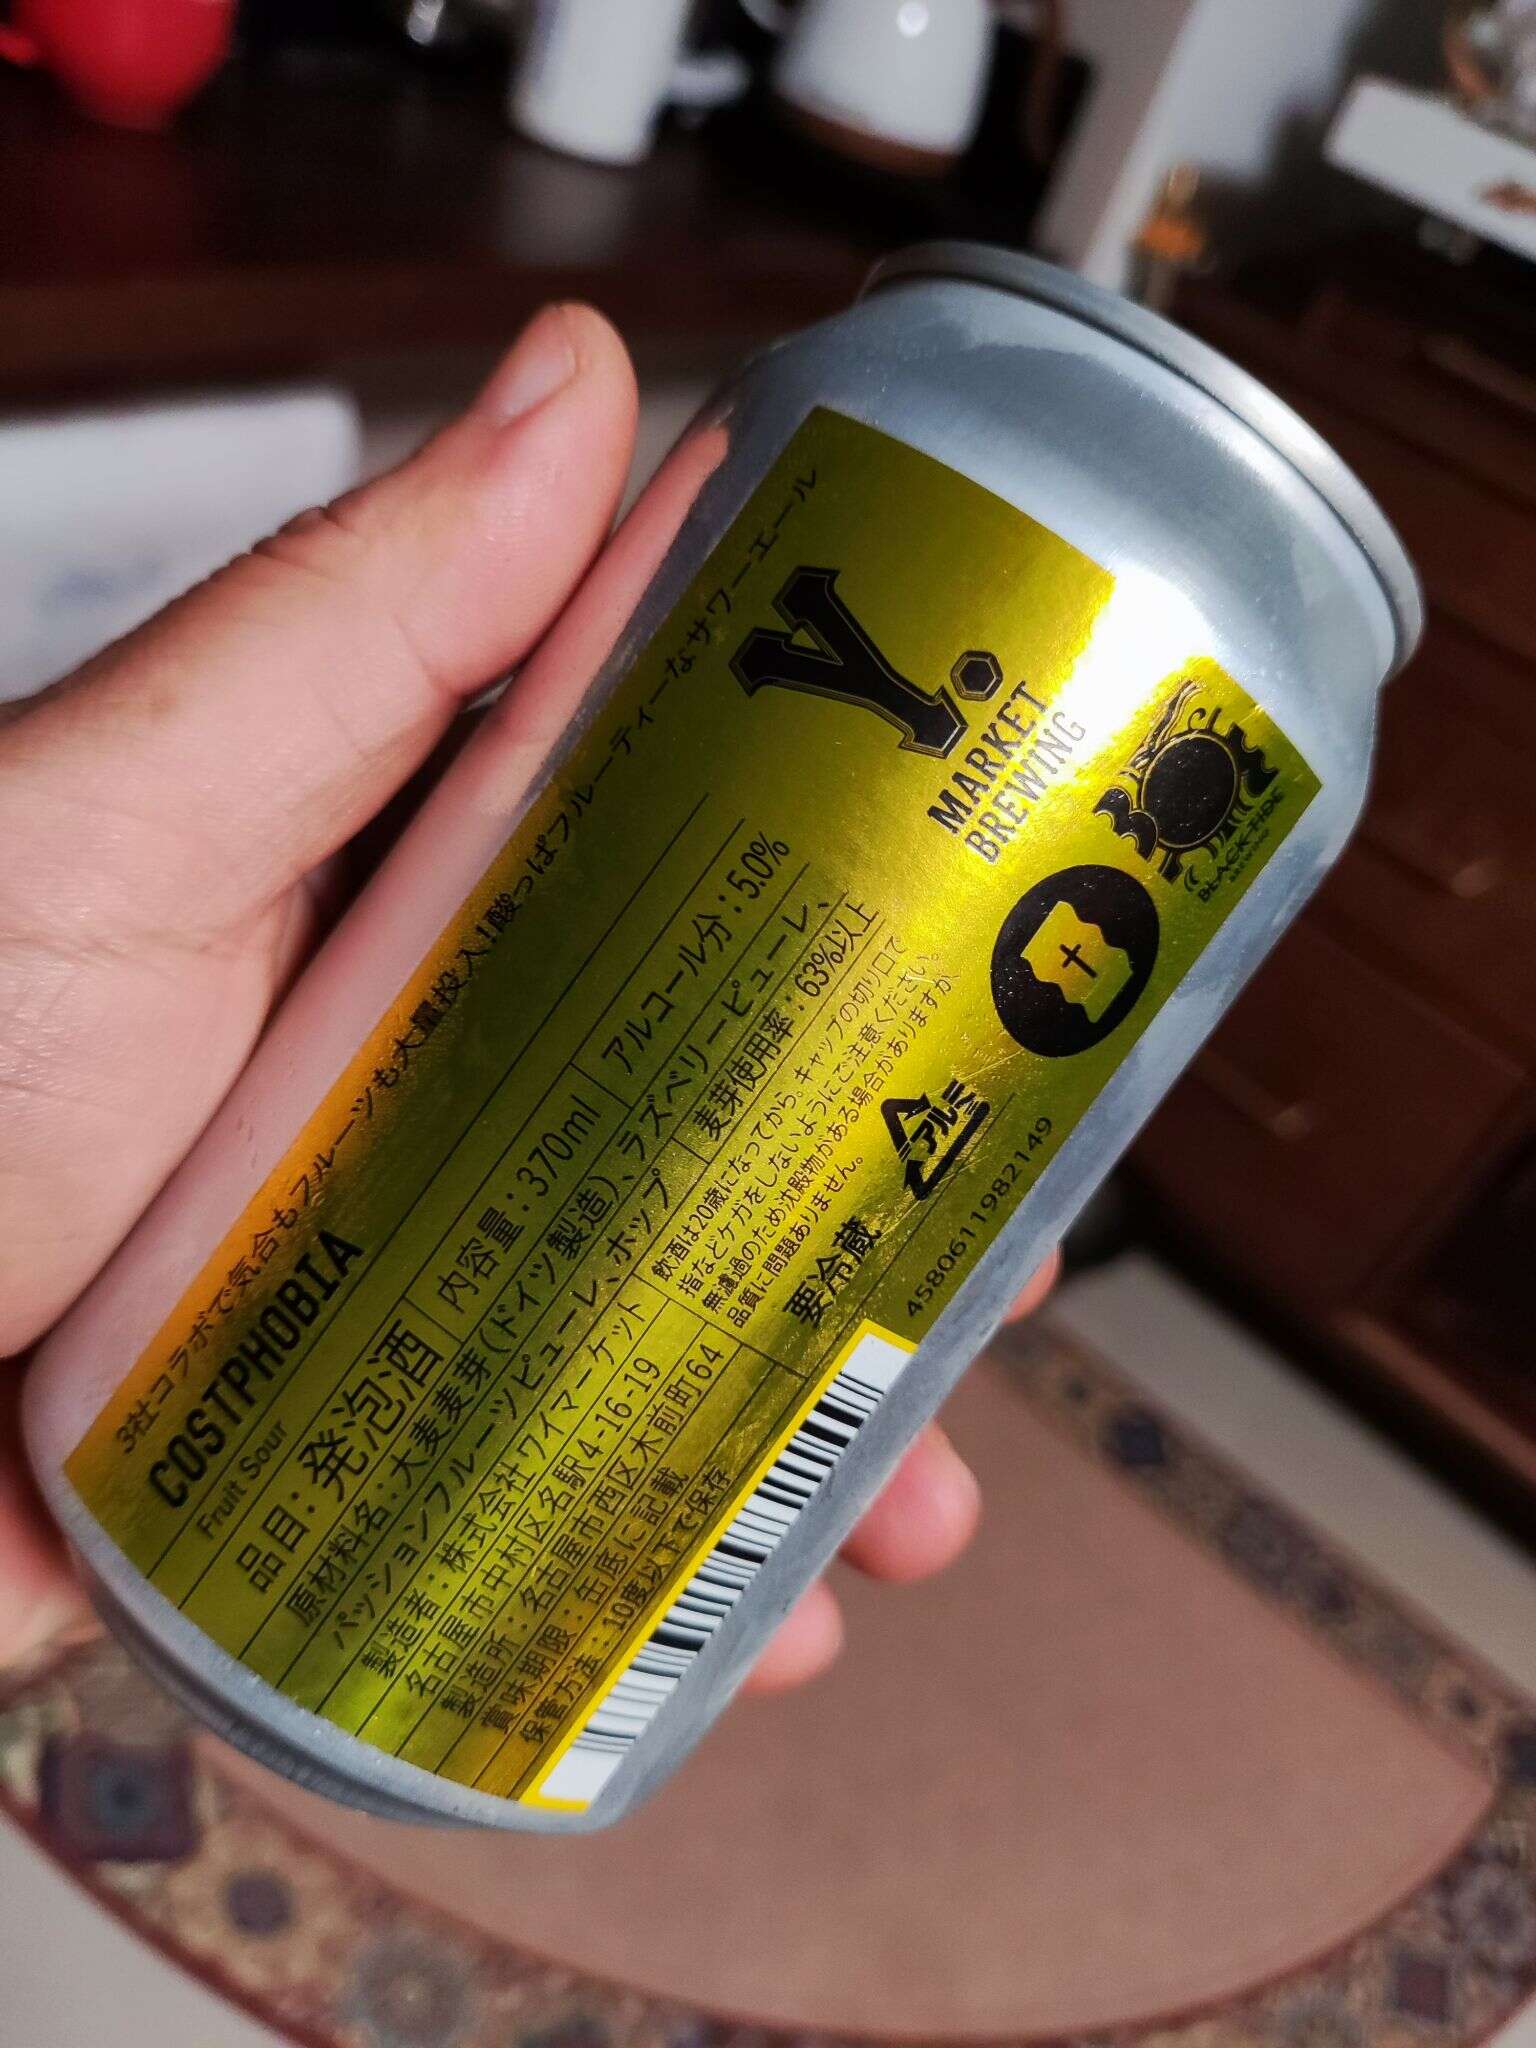 3社コラボで気合もフルーツも大量投入!酸っぱフルーティーなサワーエール
COSTPHOBIA
Fruit Sour
品目:発泡酒
内容量:370ml
アルコール分:5.0%
原材料名:大麦麦芽(ドイツ製造)、ラズベリーピューレ、
パッションフルーツピューレ、ホップ
麦芽使用率:63%以上
製造者:株式会社ワイマーケット
名古屋市中村区名駅4-16-19
製造所:名古屋市西区木前町64
賞味期限:缶底に記載
保管方法:10度以下で保存
飲酒は20歳になってから。キャップの切り口で
指などケガをしないようにご注意ください。
無濾過のため沈殿物がある場合がありますが
品質に問題ありません。
要冷蔵
アルミ
4580611982149
Y.
MARKET
BREWING
BLACK TIDE
BREWING